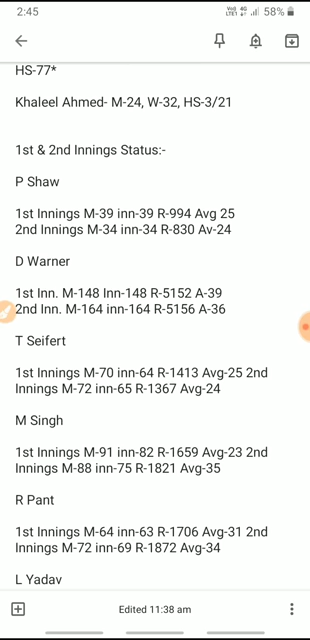 2:45
Vo) 4G
LTE1
58%
HS-77*
Khaleel Ahmed- M-24, W-32, HS-3/21
1st & 2nd Innings Status:-
P Shaw
1st Innings M-39 inn-39 R-994 Avg 25
2nd Innings M-34 inn-34 R-830 Av-24
D Warner
1st Inn. M-148 Inn-148 R-5152 A-39
2nd Inn. M-164 inn-164 R-5156 A-36
T Seifert
1st Innings M-70 inn-64 R-1413 Avg-25 2nd
Innings M-72 inn-65 R-1367 Avg-24
M Singh
1st Innings M-91 inn-82 R-1659 Avg-23 2nd
Innings M-88 inn-75 R-1821 Avg-35
R Pant
1st Innings M-64 inn-63 R-1706 Avg-31 2nd
Innings M-72 inn-69 R-1872 Avg-34
L Yadav
Edited 11:38 am